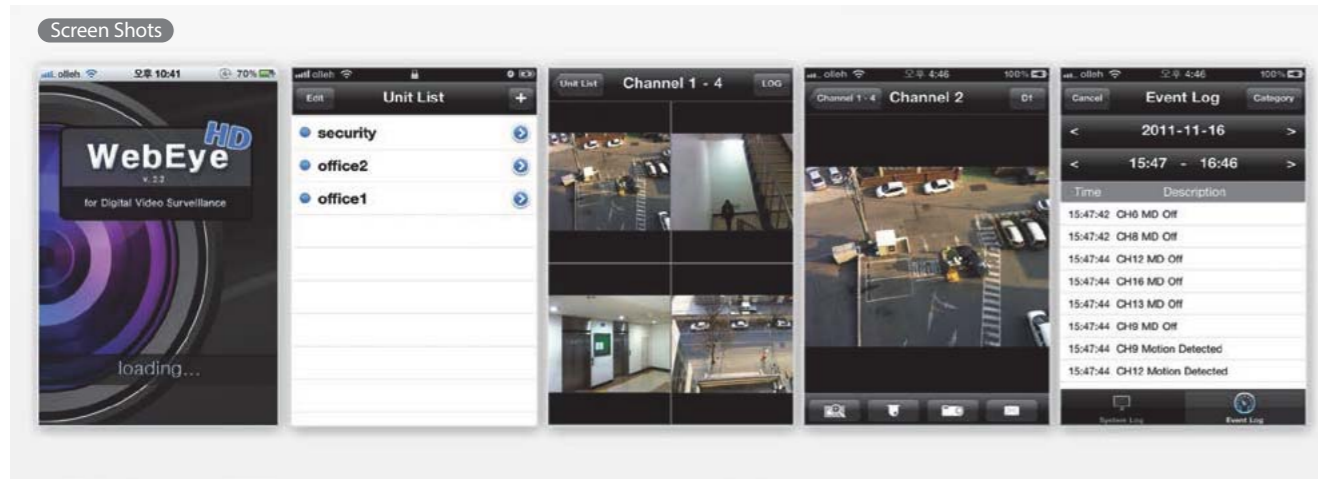 Screen Shots
olleh 오후 10:41 70%
HD
WebEye
v. 2.2
for Digital Video Surveillance
loading...
olleh
Edit Unit List +
security
office2
office1
Unit List Channel 1 - 4 LOG
olleh 오후 4:46 100%
Channel 1 - 4 Channel 2
olleh 오후 4:46 100%
Cancel Event Log Category
< 2011-11-16 >
< 15:47 - 16:46 >
Time Description
15:47:42 CH6 MD Off
15:47:42 CH8 MD Off
15:47:44 CH12 MD Off
15:47:44 CH16 MD Off
15:47:44 CH13 MD Off
15:47:44 CH9 MD Off
15:47:44 CH9 Motion Detected
15:47:44 CH12 Motion Detected
System Log Event Log